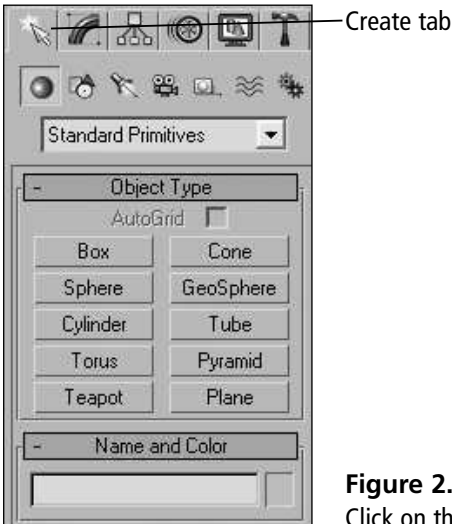 Create tab
Standard Primitives
- Object Type
AutoGrid
Box Cone
Sphere GeoSphere
Cylinder Tube
Torus Pyramid
Teapot Plane
- Name and Color
Figure 2.
Click on th